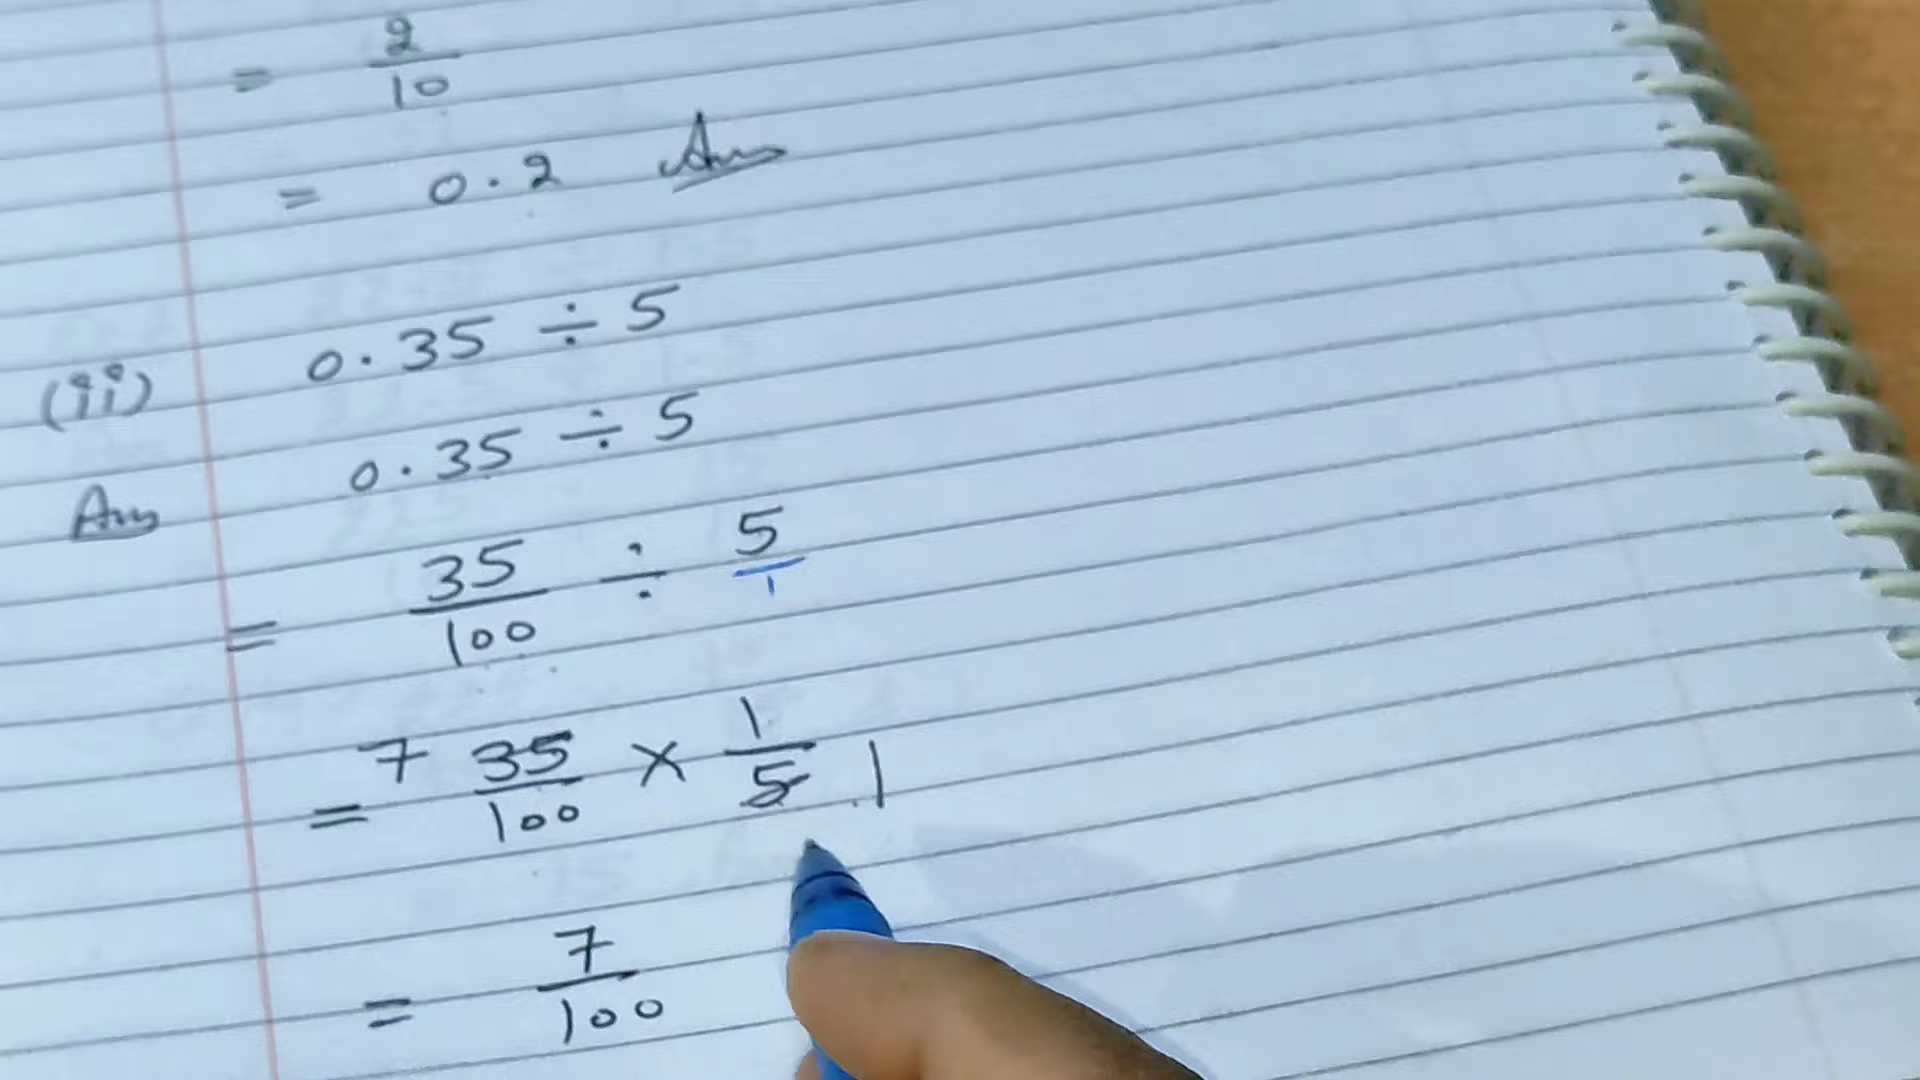 = 2/10
= 0.2 Ans
(ii) 0.35 ÷ 5
Ans 0.35 ÷ 5
= 35/100 ÷ 5/1
= 7 35/100 × 1/5 1
= 7/100